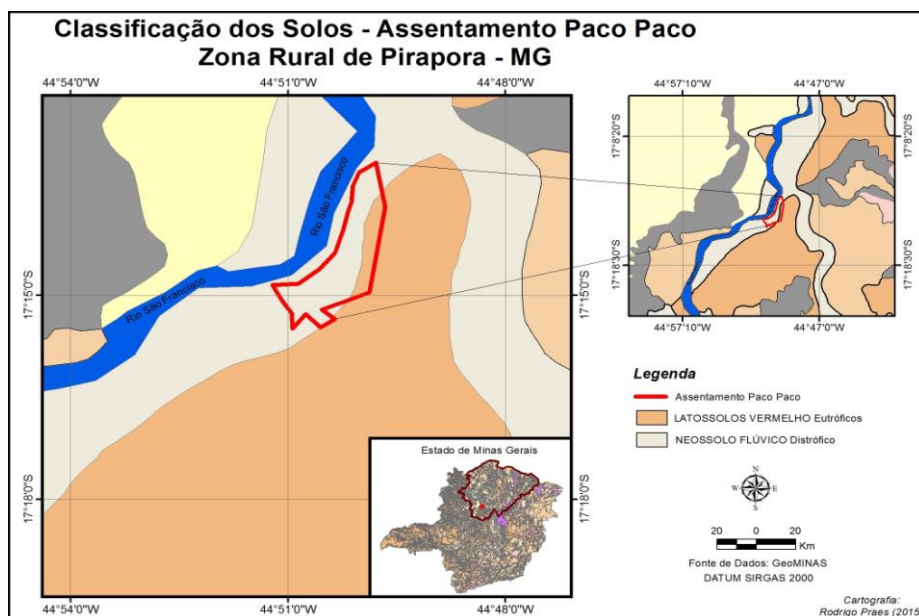 Classificação dos Solos - Assentamento Paco Paco
Zona Rural de Pirapora - MG
44°54'0"W
44°51'0"W
44°48'0"W
44°57'10"W
44°47'0"W
17°8'20"S
17°8'20"S
17°18'30"S
17°18'30"S
44°57'10"W
44°47'0"W
Rio São Francisco
Rio São Francisco
17°15'0"S
17°15'0"S
17°18'0"S
17°18'0"S
Estado de Minas Gerais
44°54'0"W
44°51'0"W
44°48'0"W
Legenda
Assentamento Paco Paco
LATOSSOLOS VERMELHO Eutróficos
NEOSSOLO FLÚVICO Distrófico
N
W
E
S
20 0 20
Km
Fonte de Dados: GeoMINAS
DATUM SIRGAS 2000
Cartografia:
Rodrigo Praes (2015